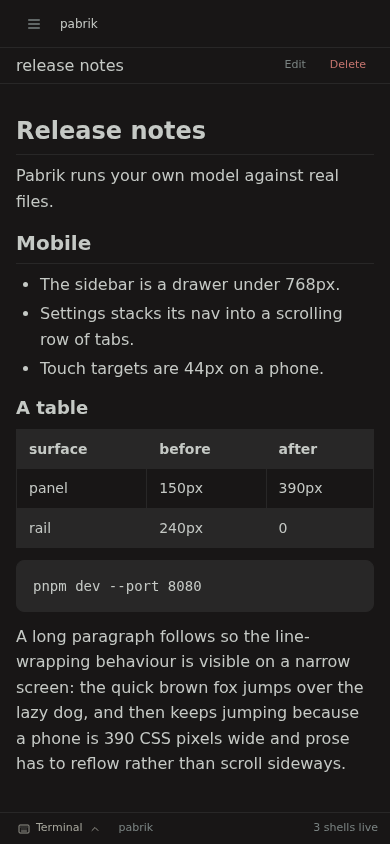 pabrik
release notes Edit Delete
Release notes
Pabrik runs your own model against real
files.
Mobile
• The sidebar is a drawer under 768px.
• Settings stacks its nav into a scrolling
row of tabs.
• Touch targets are 44px on a phone.
A table
surface before after
panel 150px 390px
rail 240px 0
pnpm dev --port 8080
A long paragraph follows so the line-
wrapping behaviour is visible on a narrow
screen: the quick brown fox jumps over the
lazy dog, and then keeps jumping because
a phone is 390 CSS pixels wide and prose
has to reflow rather than scroll sideways.
Terminal pabrik 3 shells live